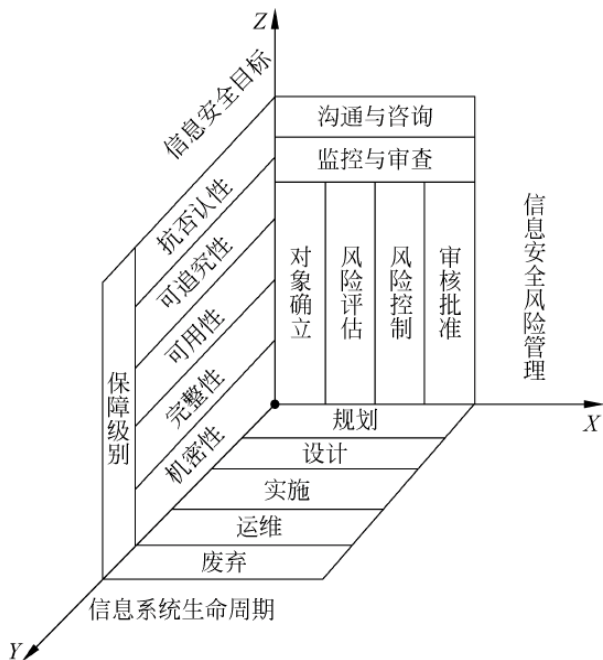 Z
信息安全目标
沟通与咨询
监控与审查
抗否认性
可追究性
可用性
完整性
机密性
保障级别
对象确立
风险评估
风险控制
审核批准
信息安全风险管理
X
规划
设计
实施
运维
废弃
信息系统生命周期
Y